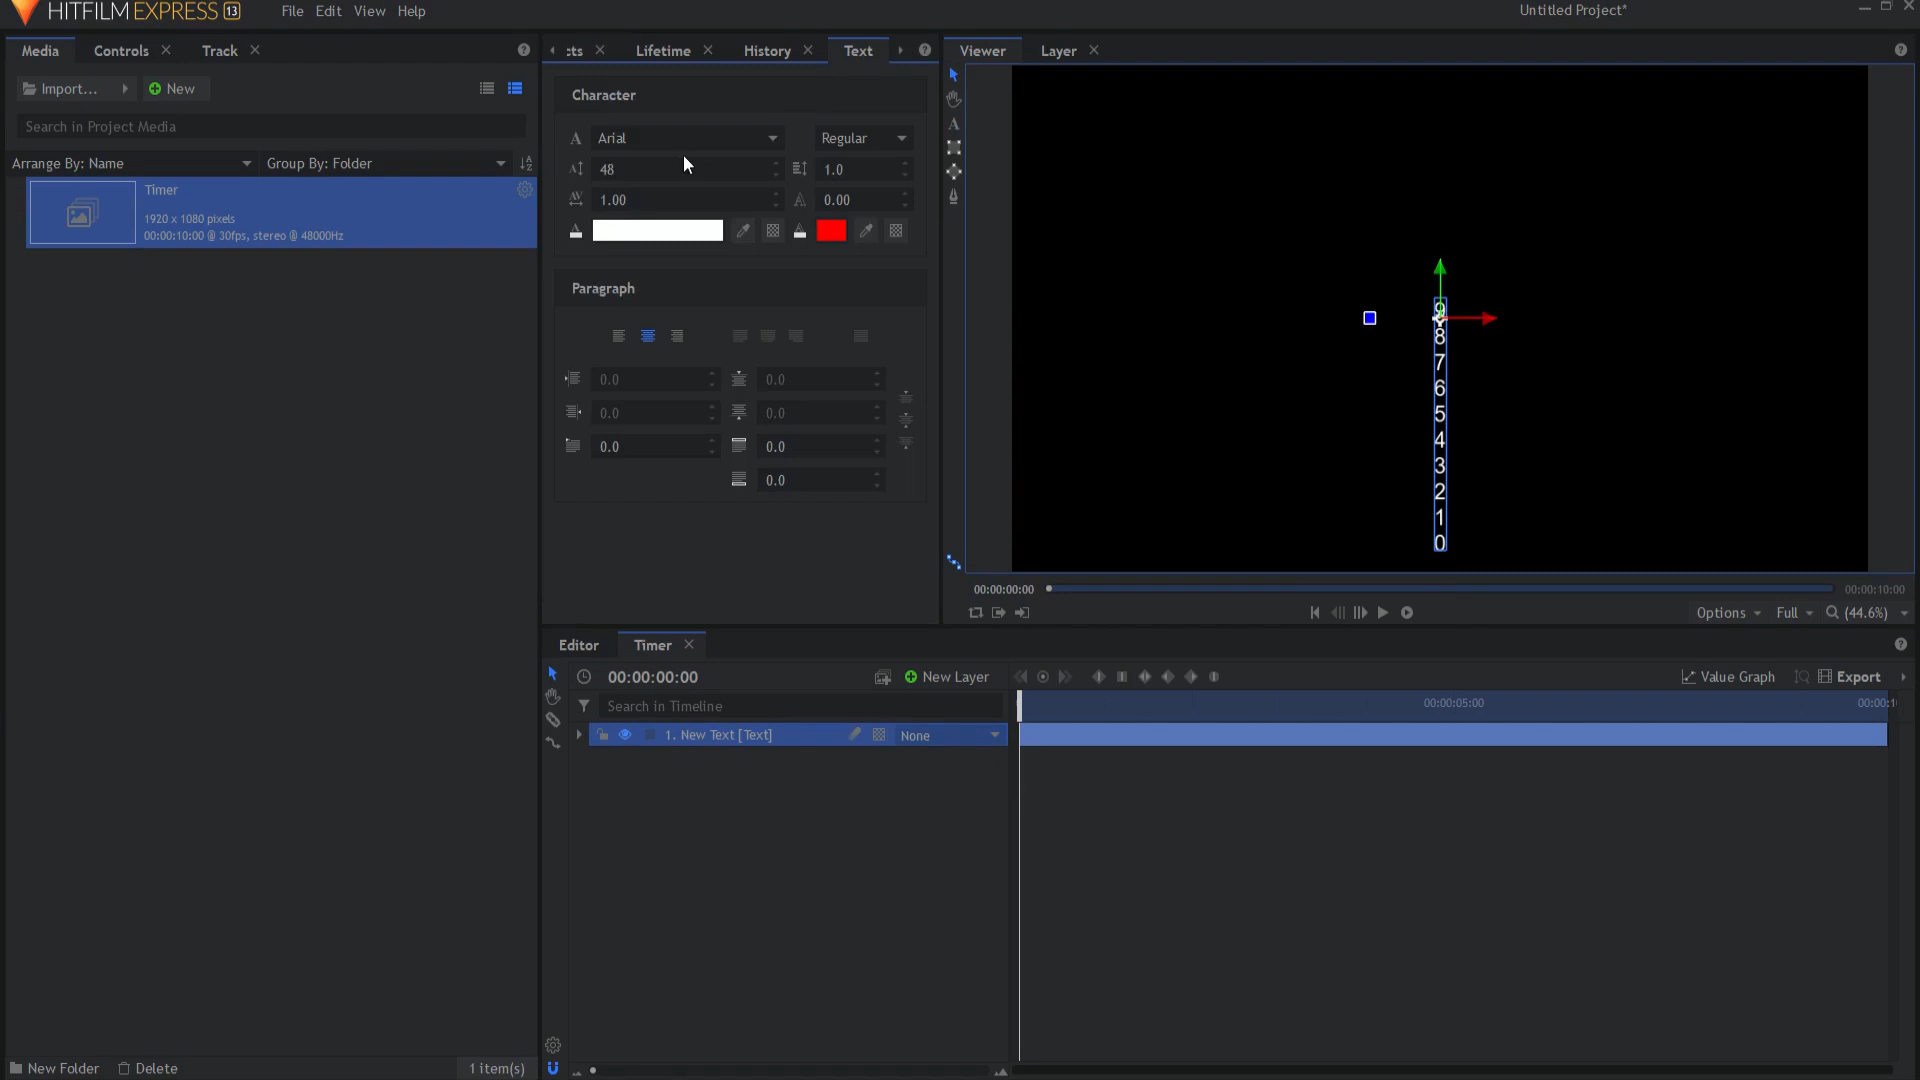 HITFILM EXPRESS 13
File Edit View Help
Untitled Project*
Media Controls Track
cts Lifetime History Text
Viewer Layer
Import... New
Search in Project Media
Arrange By: Name Group By: Folder
Timer
1920 x 1080 pixels
00:00:10:00 @ 30fps, stereo @ 48000Hz
Character
Arial Regular
48 1.0
1.00 0.00
Paragraph
0.0 0.0
0.0 0.0
0.0 0.0
0.0
9
8
7
6
5
4
3
2
1
0
00:00:00:00 00:00:10:00
Options Full (44.6%)
Editor Timer
00:00:00:00 New Layer Value Graph Export
Search in Timeline 00:00:05:00 00:00:1
1. New Text [Text] None
New Folder Delete 1 item(s)